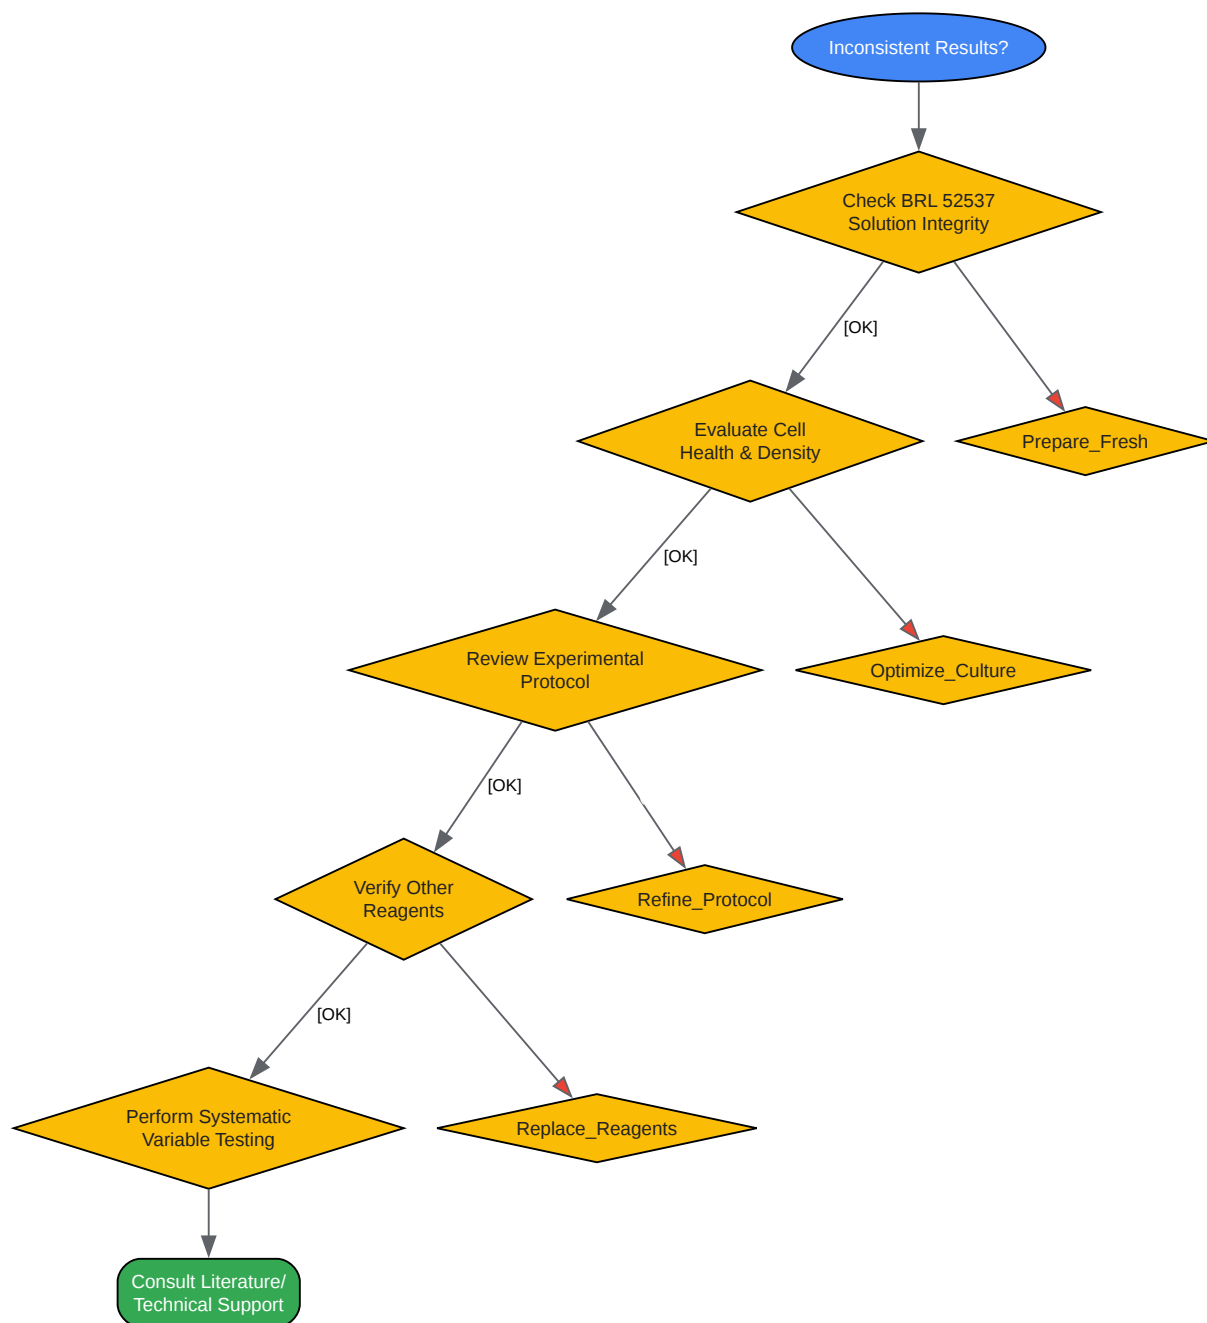 Inconsistent Results?
Check BRL 52537
Solution Integrity
[OK]
Evaluate Cell
Health & Density
Prepare_Fresh
[OK]
Review Experimental
Protocol
Optimize_Culture
[OK]
Verify Other
Reagents
Refine_Protocol
[OK]
Perform Systematic
Variable Testing
Replace_Reagents
Consult Literature/
Technical Support